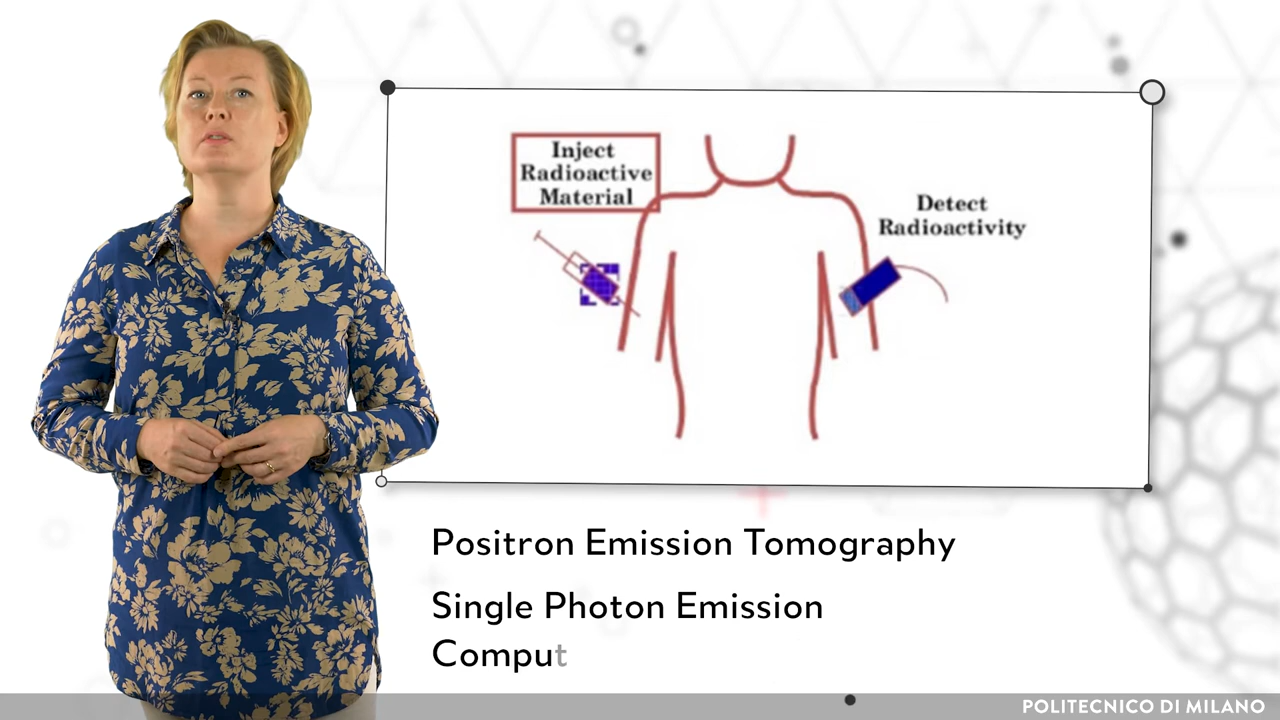 Inject
Radioactive
Material
Detect
Radioactivity
Positron Emission Tomography
Single Photon Emission
Comput
POLITECNICO DI MILANO